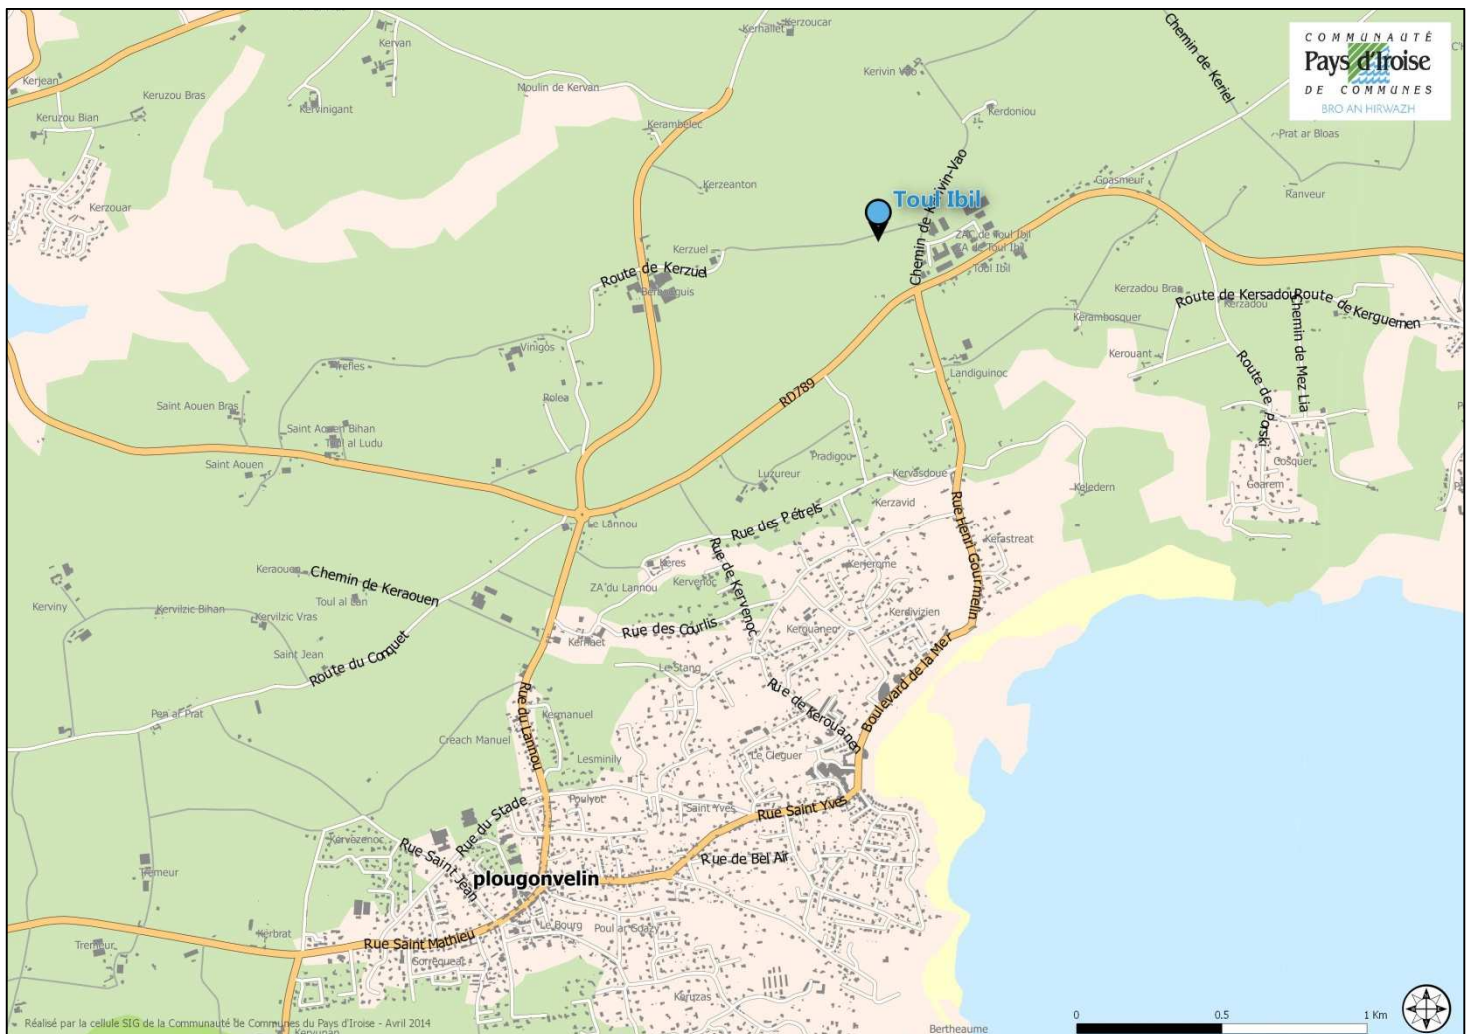 COMMUNAUTÉ
Pays d'Iroise
DE COMMUNES
BRO AN HIRWAZH
Kerzoucar
Kerhallet
Kervan
Kerjean
Keruzou Bras
Kervinigant
Moulin de Kervan
Kerivin Vao
Chemin de Keriel
Keruzou Bian
Kerambelec
Kerdoniou
Prat ar Bloas
Kerzeanton
Chemin de Kerivin-Vao
Goasmeur
Ranveur
Kerzouar
Toul Ibil
ZAC de Toul Ibil
ZA de Toul Ibil
Toul Ibil
Kerzuel
Route de Kerzuel
Kerzadou Bras
Route de Kersadou
Route de Kerguemen
Kerzadou
Chemin de Mez Lia
Kerambosquer
Vinigos
Kerouant
Trefles
Landiguinoc
Route de Porski
RD789
Rolea
Saint Aouen Bras
Saint Aouen Bihan
Toul al Ludu
Saint Aouen
Pradigou
Luzureur
Kervasdoue
Cosquer
Goarem
Keledern
Kerzavid
Rue des Pétrels
Rue Henri Gourmelin
Le Lannou
Kerastreat
Rue de Kervenoc
Keres
Kerjerome
Keraouen
Chemin de Keraouen
ZA du Lannou
Kervenoc
Toul al Lan
Kerviny
Kervilzic Bihan
Kervilzic Vras
Kerdivizien
Rue des Courlis
Kerouanen
Kernaet
Saint Jean
Route du Conquet
Le Stang
Boulevard de la Mer
Rue de Kerouanen
Pen ar Prat
Rue du Lannou
Kermanuel
Creach Manuel
Lesminily
Le Cleguer
Poulyot
Saint Yves
Rue Saint Yves
Rue du Stade
Kervezenoc
Rue Saint Jean
Rue de Bel Air
Tremeur
plougonvelin
Le Bourg
Poul ar Goazy
Kerbrat
Tremeur
Rue Saint Mathieu
Gorrequear
Keruzas
0 0.5 1 Km
Réalisé par la cellule SIG de la Communauté de Communes du Pays d'Iroise - Avril 2014
Bertheaume